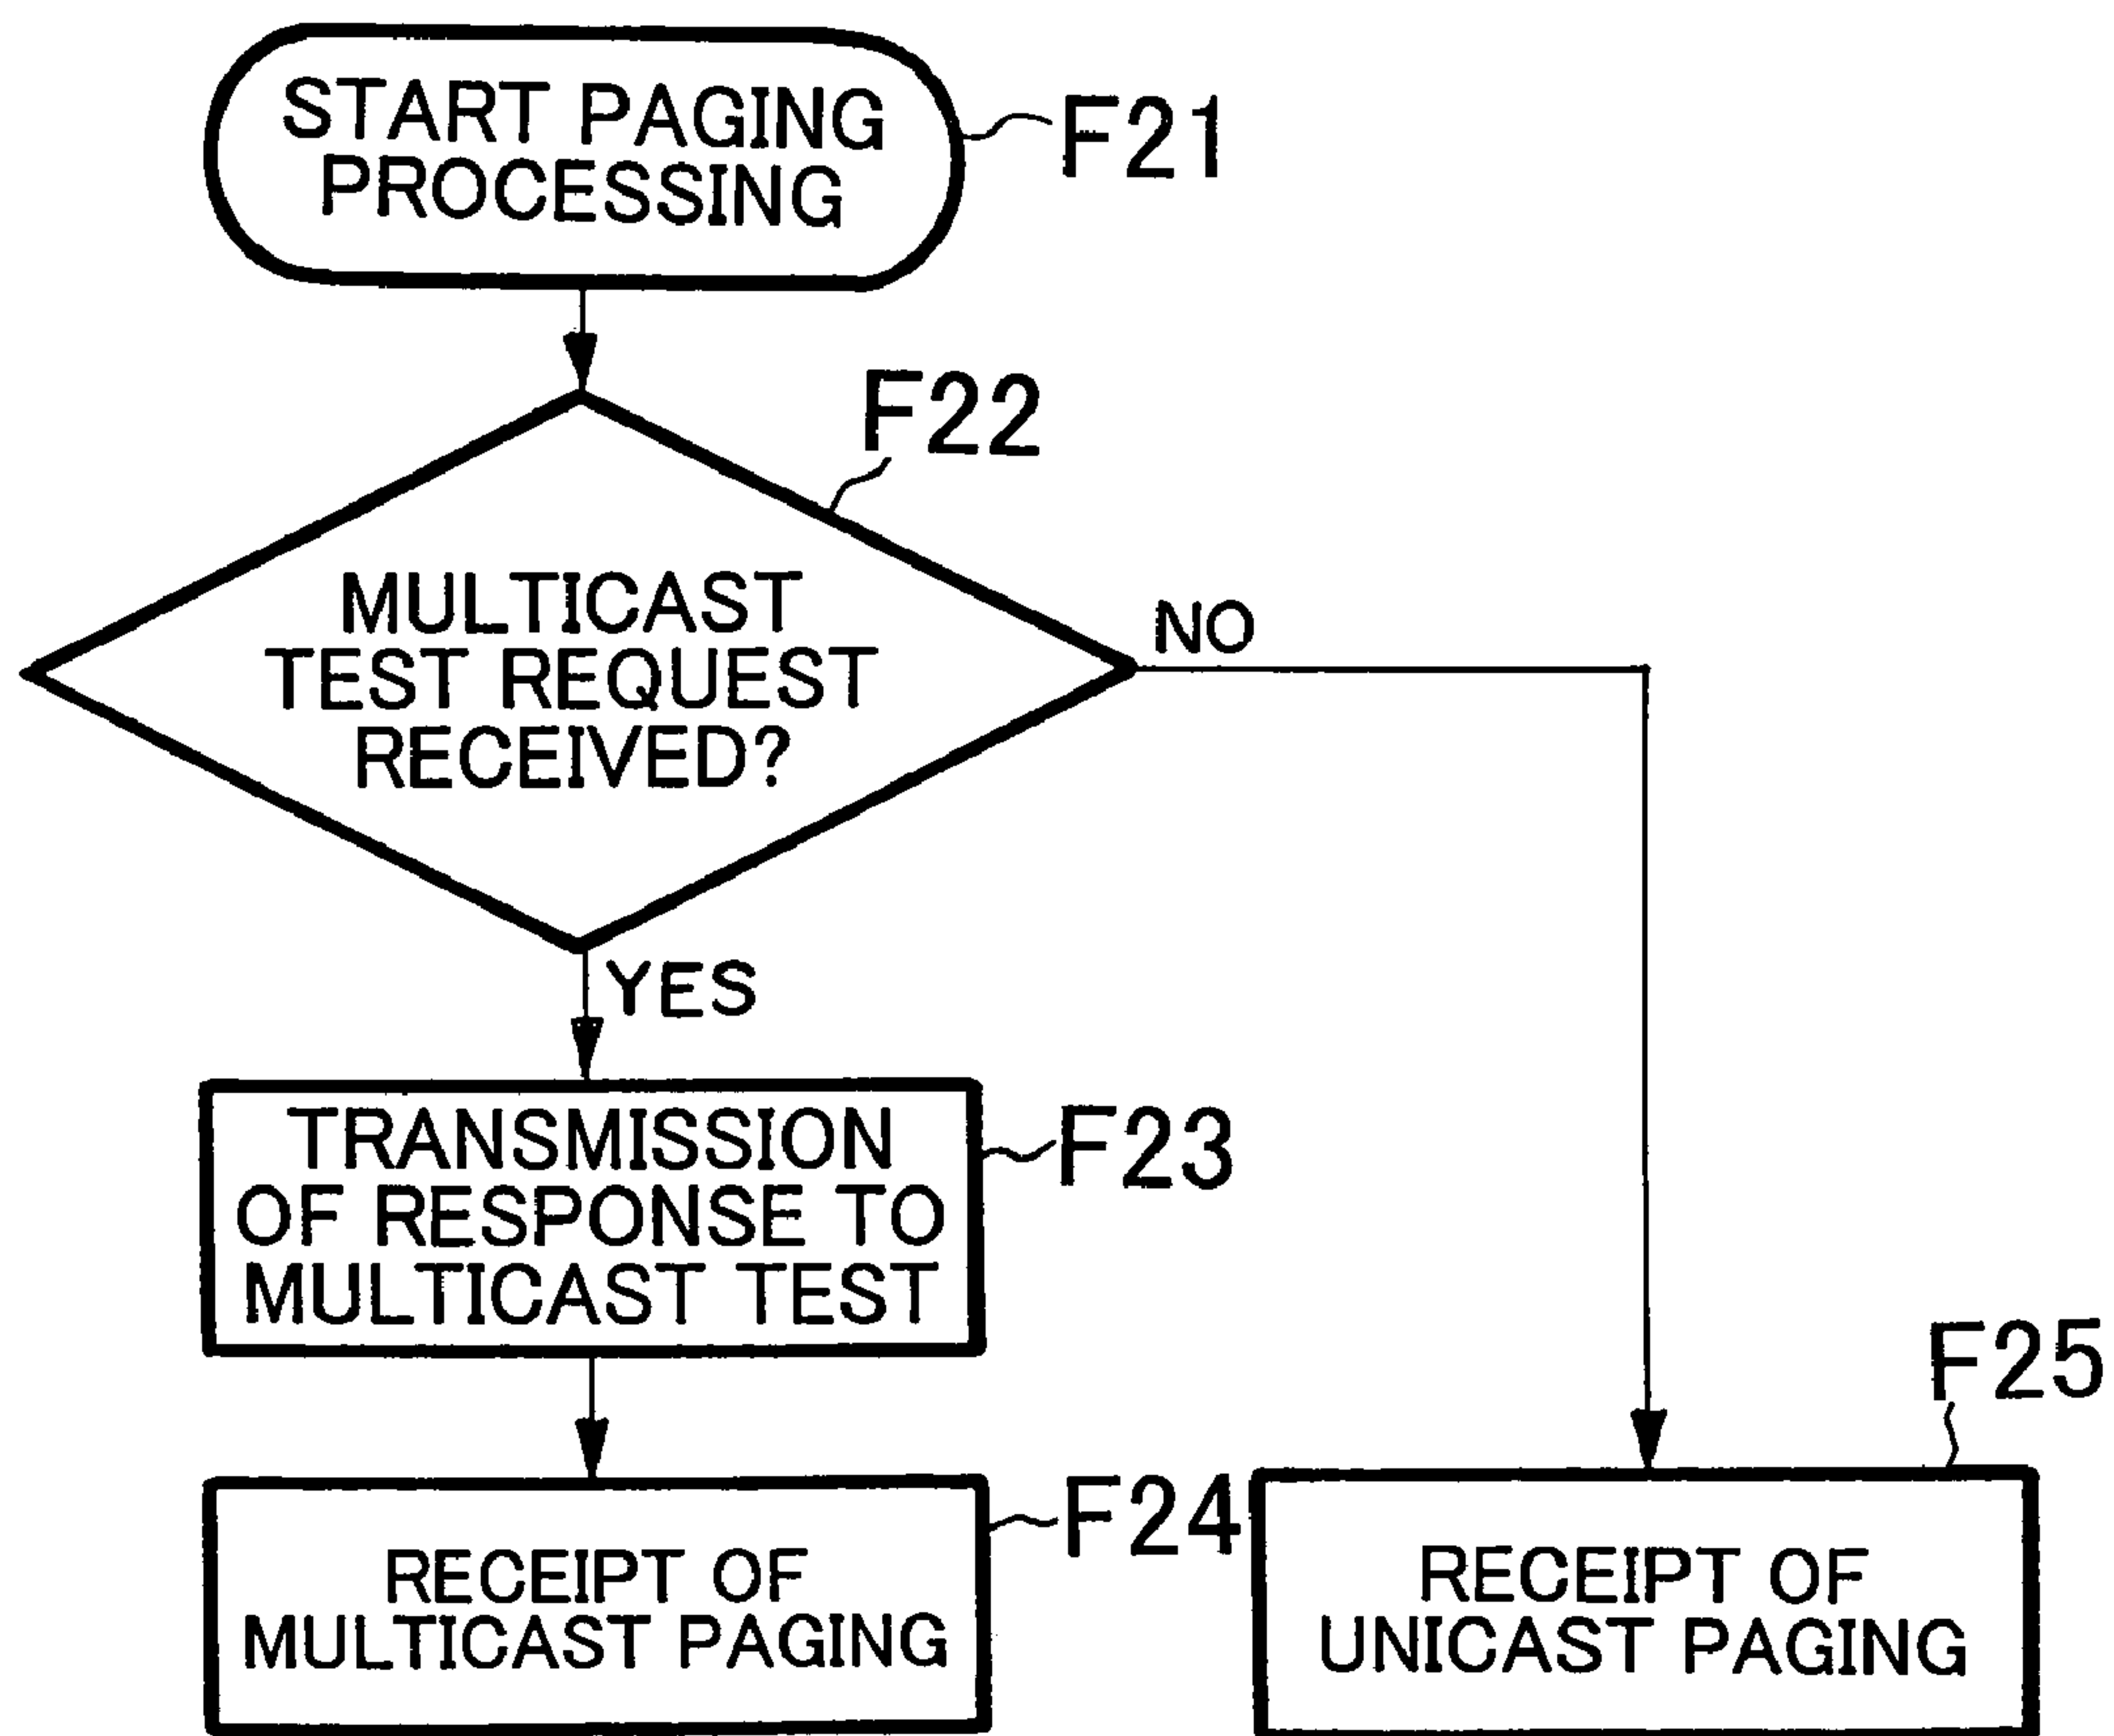 START PAGING
PROCESSING
F21
F22
MULTICAST
TEST REQUEST
RECEIVED?
NO
YES
TRANSMISSION
OF RESPONSE TO
MULTICAST TEST
F23
RECEIPT OF
MULTICAST PAGING
F24
F25
RECEIPT OF
UNICAST PAGING